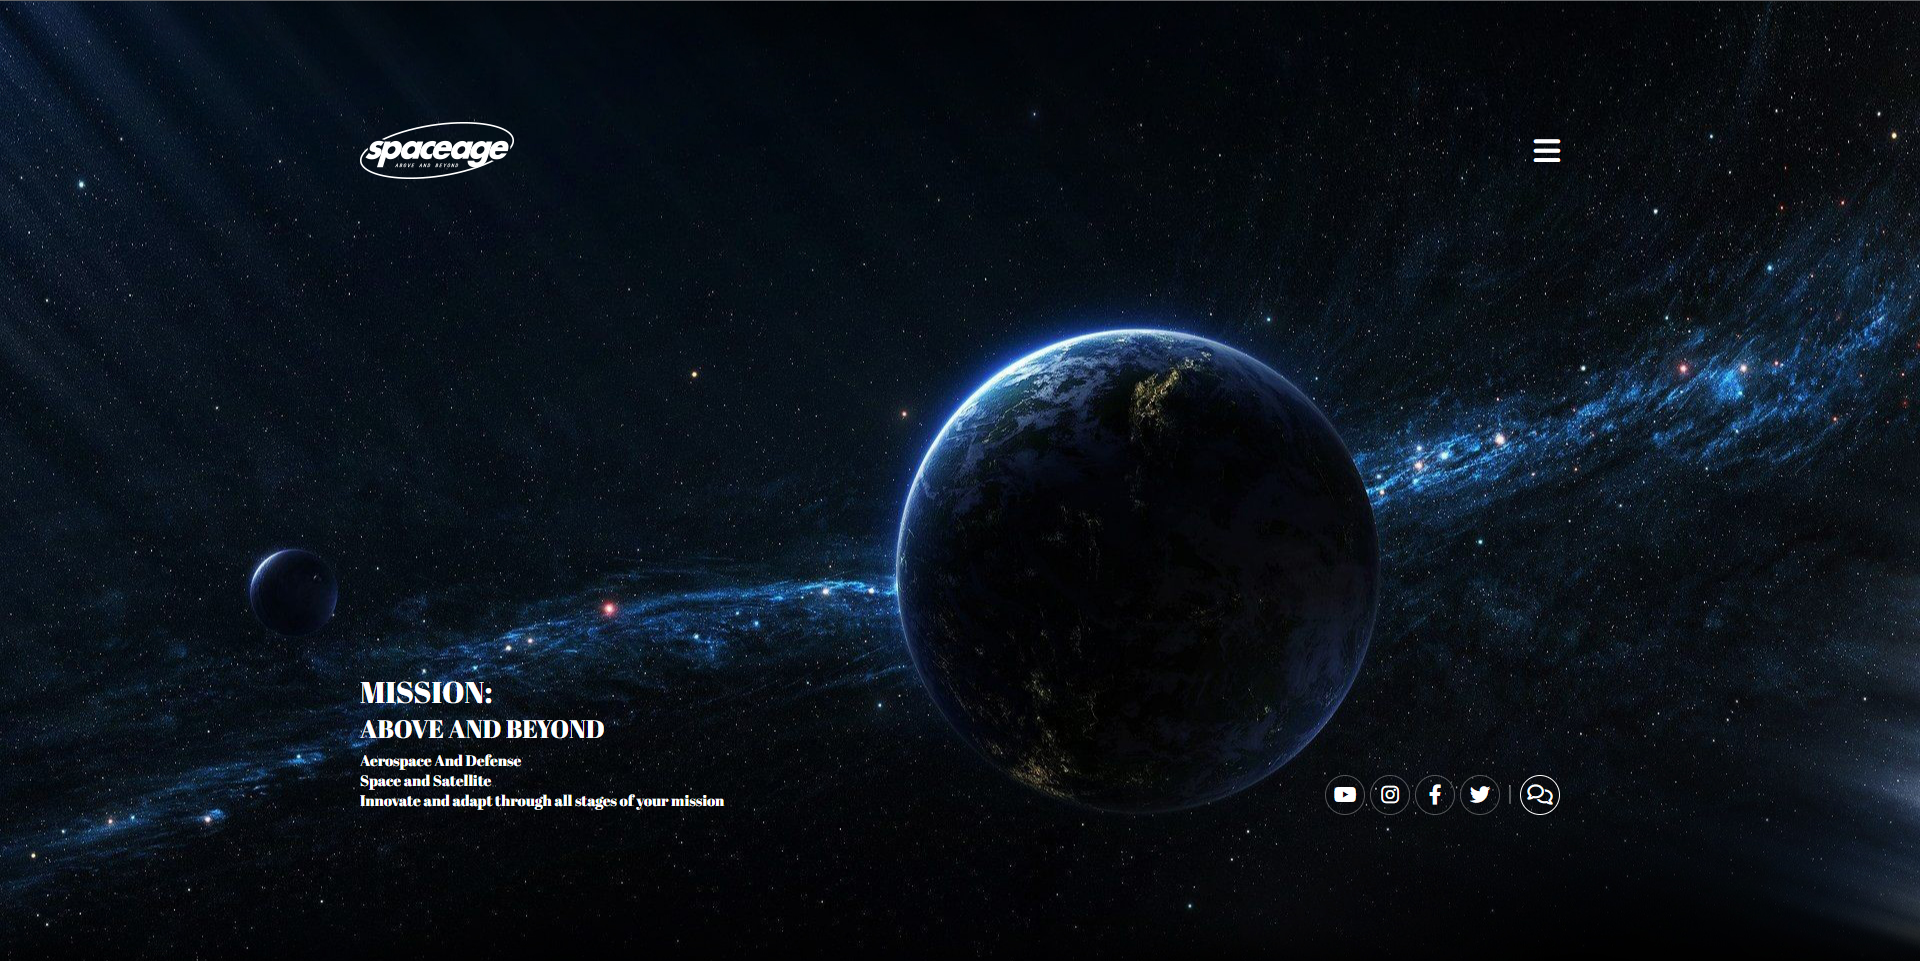 spaceage
ABOVE AND BEYOND
MISSION:
ABOVE AND BEYOND
Aerospace And Defense
Space and Satellite
Innovate and adapt through all stages of your mission